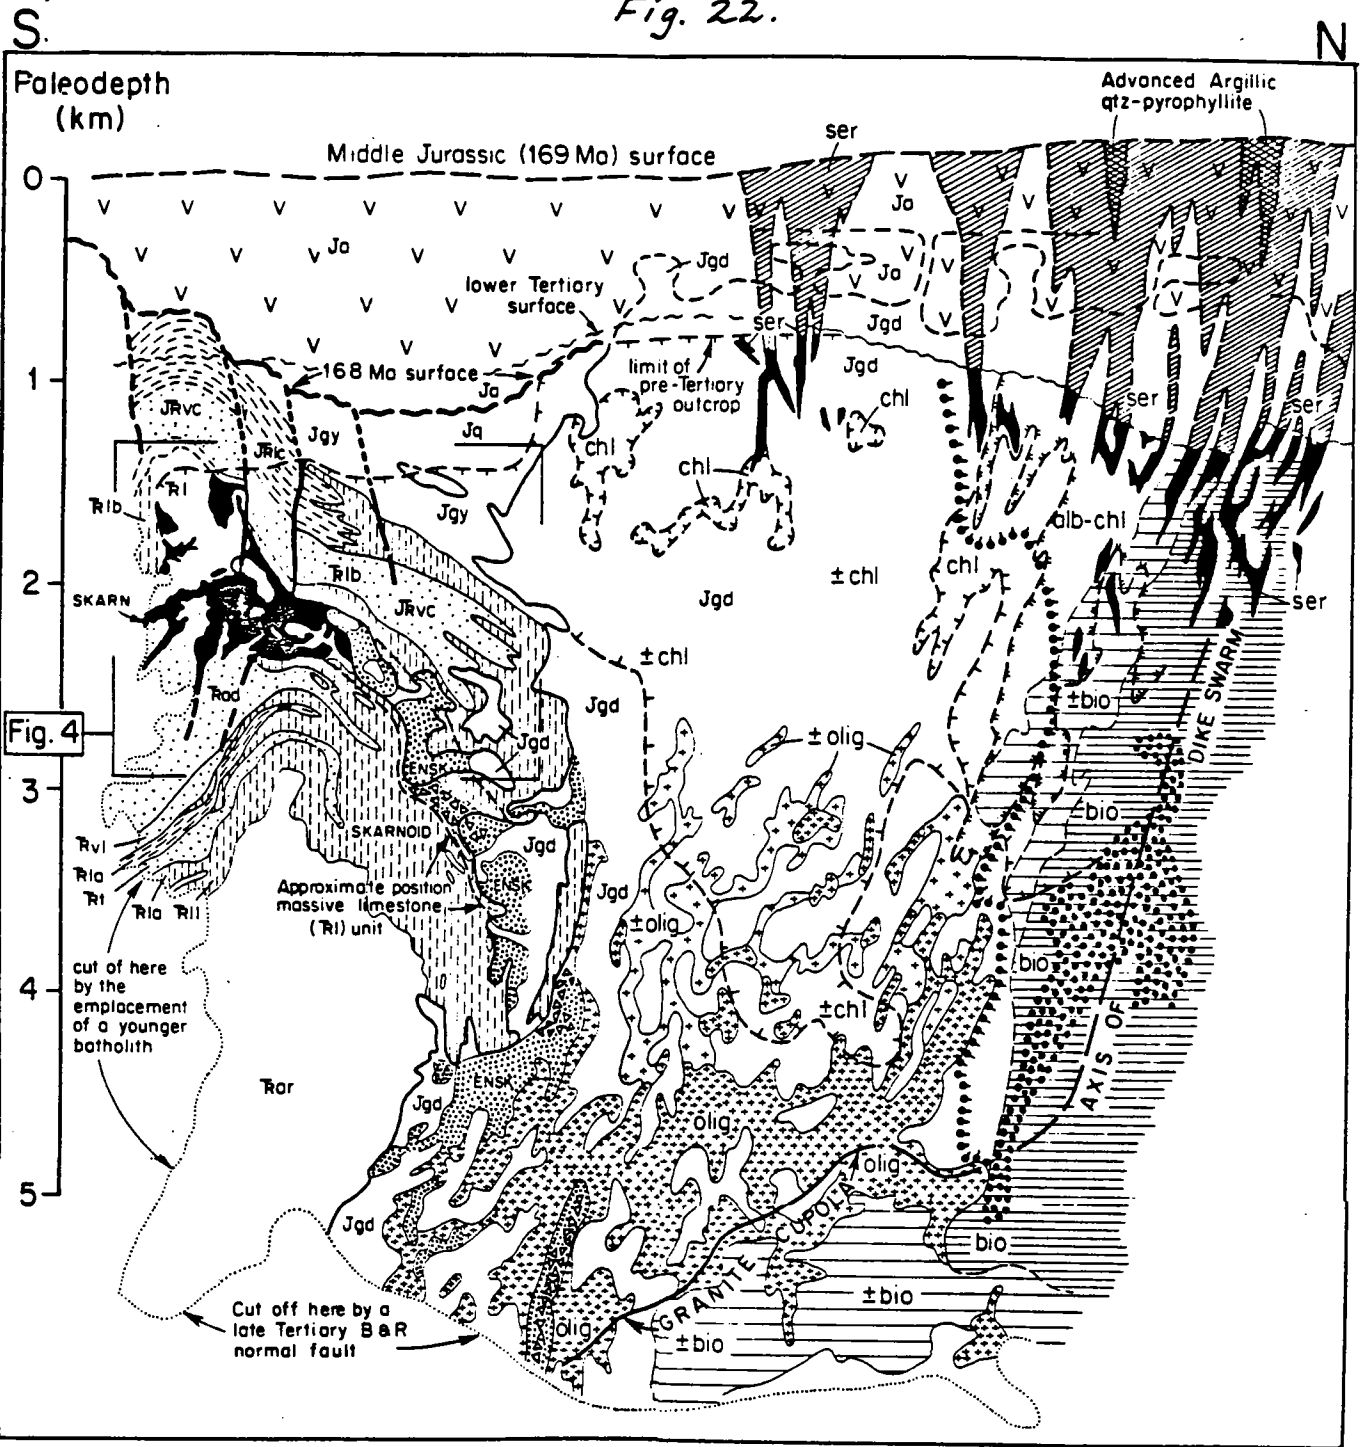 Fig. 22.
S.
N
Paleodepth
(km)
Advanced Argillic
qtz-pyrophyllite
ser
Middle Jurassic (169 Ma) surface
0
V V V V V V V V V V
Ja
Ja
Jgd
Ja
lower Tertiary
surface
ser
Jgd
1
168 Ma surface
Ja
limit of
pre-Tertiary
outcrop
Jgd
chl
ser
ser
JRVC
Jgy
Jq
chl
chl
TRlb
TRl
Jgy
alb-chl
2
TRlb
chl
± chl
SKARN
JRVC
Jgd
ser
± chl
Jgd
±bio
DIKE SWARM
Fig. 4
Jgd
± olig
ENSK
3
±bio
SKARNOID
Jgd
TRvl
TRla
TRt
TRla
TRll
Approximate position
massive limestone
(TRl) unit
ENSK
Jgd
±olig
bio
cut of here
by the
emplacement
of a younger
batholith
4
±chl
AXIS OF
TRar
ENSK
Jgd
olig
5
olig
Jgd
bio
GRANITE CUPOLA
±bio
Cut off here by a
late Tertiary B&R
normal fault
olig
±bio